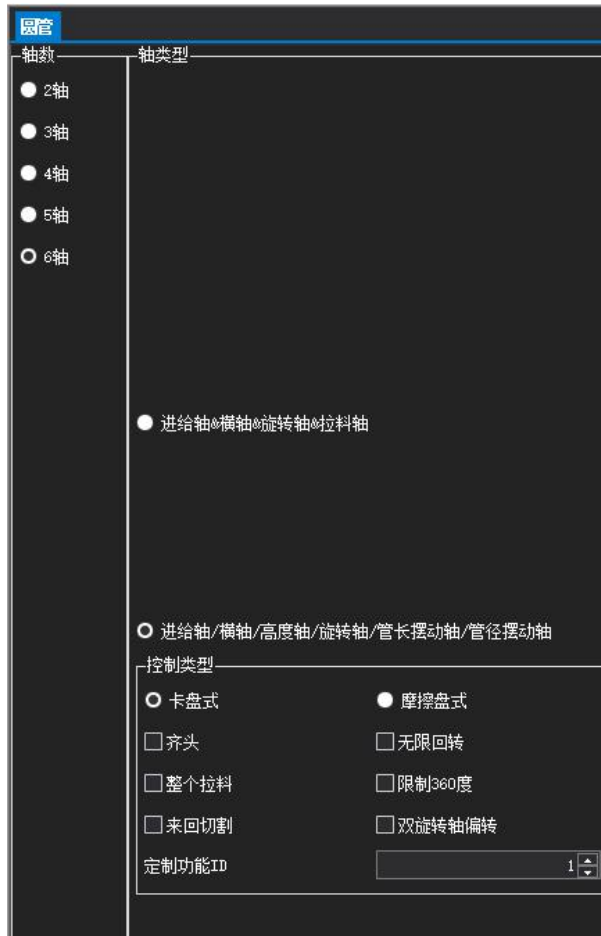 圆管
轴数
轴类型
2轴
3轴
4轴
5轴
6轴
进给轴&横轴&旋转轴&拉料轴
进给轴/横轴/高度轴/旋转轴/管长摆动轴/管径摆动轴
控制类型
卡盘式 摩擦盘式
齐头 无限回转
整个拉料 限制360度
来回切割 双旋转轴偏转
定制功能ID 1